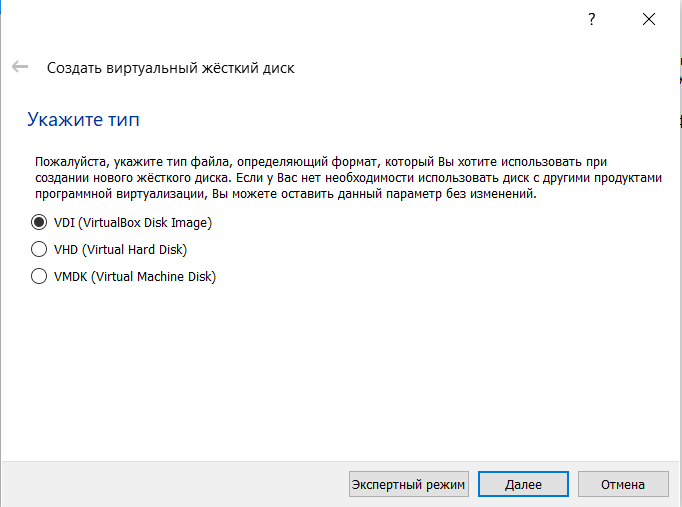 ?
Создать виртуальный жёсткий диск
Укажите тип
Пожалуйста, укажите тип файла, определяющий формат, который Вы хотите использовать при
создании нового жёсткого диска. Если у Вас нет необходимости использовать диск с другими продуктами
программной виртуализации, Вы можете оставить данный параметр без изменений.
VDI (VirtualBox Disk Image)
VHD (Virtual Hard Disk)
VMDK (Virtual Machine Disk)
Экспертный режим Далее Отмена